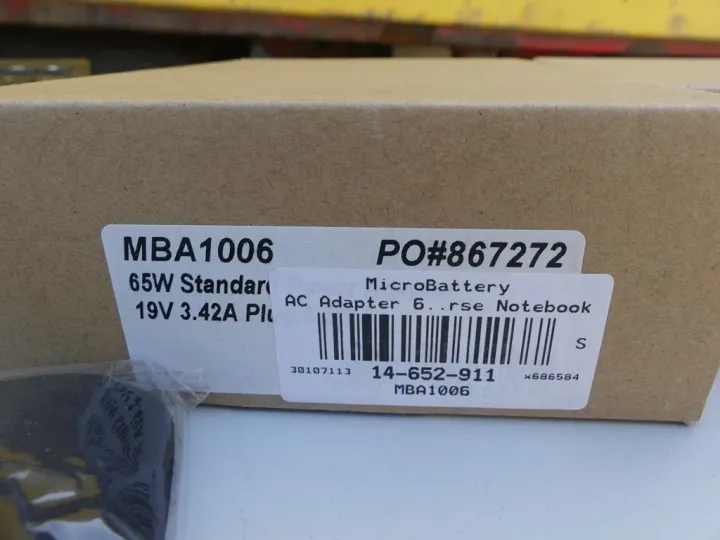 MBA1006 PO#867272
65W Standard
19V 3.42A
MicroBattery
AC Adapter 6..rse Notebook
S
30107113 14-652-911 x686584
MBA1006